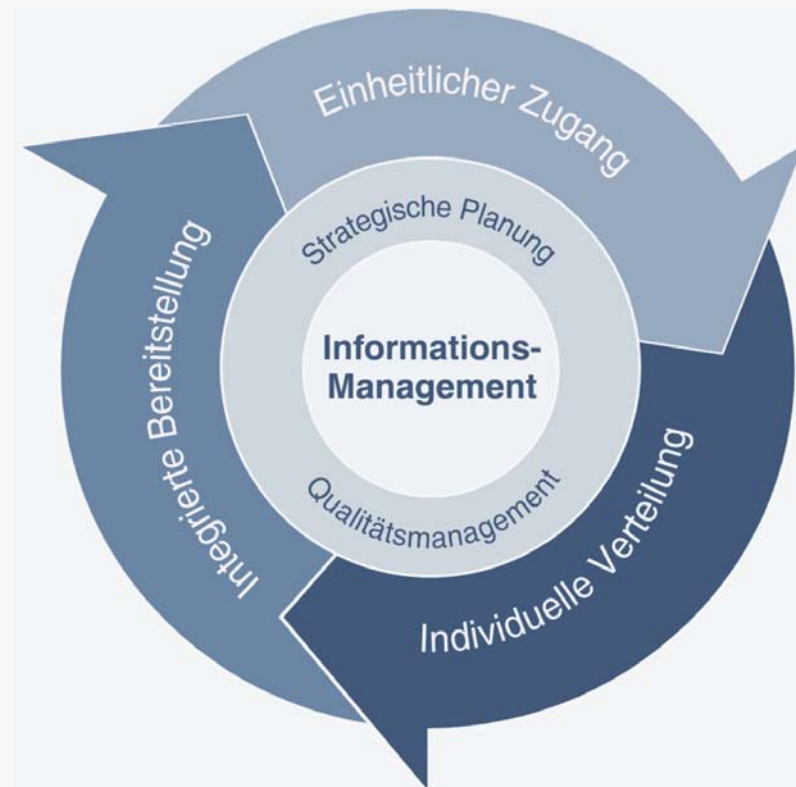 Einheitlicher Zugang
Strategische Planung
Informations-
Management
Qualitätsmanagement
Individuelle Verteilung
Integrierte Bereitstellung